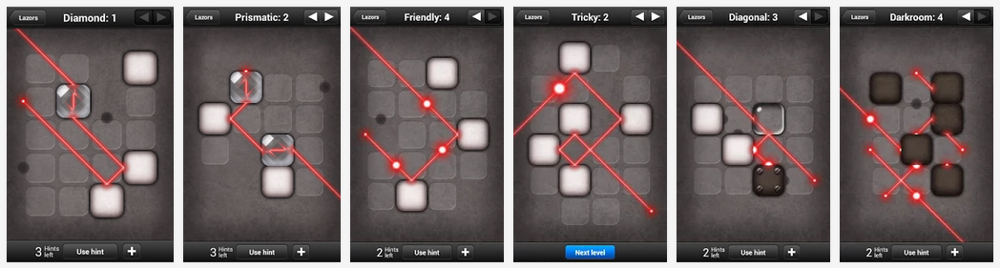 Lazors
Diamond: 1
3 Hints left
Use hint
+
Lazors
Prismatic: 2
3 Hints left
Use hint
+
Lazors
Friendly: 4
2 Hints left
Use hint
+
Lazors
Tricky: 2
Next level
Lazors
Diagonal: 3
2 Hints left
Use hint
+
Lazors
Darkroom: 4
2 Hints left
Use hint
+